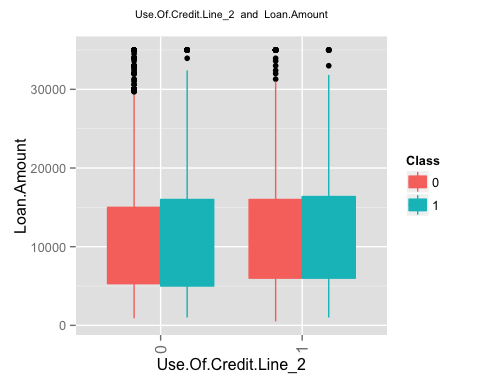 Use.Of.Credit.Line_2 and Loan.Amount
Loan.Amount
30000
20000
10000
0
0
1
Use.Of.Credit.Line_2
Class
0
1